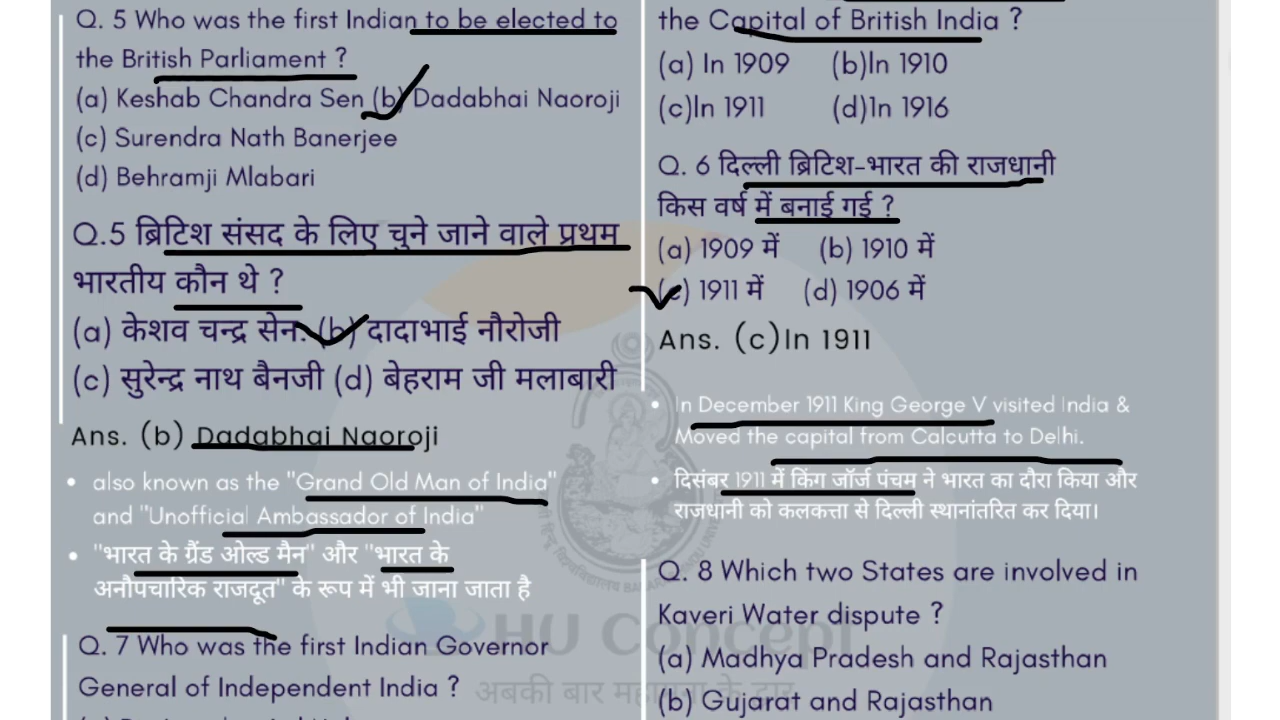 Q. 5 Who was the first Indian to be elected to
the British Parliament ?
(a) Keshab Chandra Sen (b) Dadabhai Naoroji
(c) Surendra Nath Banerjee
(d) Behramji Mlabari
Q.5 ब्रिटिश संसद के लिए चुने जाने वाले प्रथम
भारतीय कौन थे ?
(a) केशव चन्द्र सेन. (b) दादाभाई नौरोजी
(c) सुरेन्द्र नाथ बैनजी (d) बेहराम जी मलाबारी
Ans. (b) Dadabhai Naoroji
• also known as the "Grand Old Man of India"
and "Unofficial Ambassador of India"
• "भारत के ग्रैंड ओल्ड मैन" और "भारत के
अनौपचारिक राजदूत" के रूप में भी जाना जाता है
Q. 7 Who was the first Indian Governor
General of Independent India ?
the Capital of British India ?
(a) In 1909 (b)In 1910
(c)In 1911 (d)In 1916
Q. 6 दिल्ली ब्रिटिश-भारत की राजधानी
किस वर्ष में बनाई गई ?
(a) 1909 में (b) 1910 में
(c) 1911 में (d) 1906 में
Ans. (c)In 1911
• In December 1911 King George V visited India &
Moved the capital from Calcutta to Delhi.
• दिसंबर 1911 में किंग जॉर्ज पंचम ने भारत का दौरा किया और
राजधानी को कलकत्ता से दिल्ली स्थानांतरित कर दिया।
Q. 8 Which two States are involved in
Kaveri Water dispute ?
(a) Madhya Pradesh and Rajasthan
(b) Gujarat and Rajasthan
HU Concept
अबकी बार महामना के द्वार